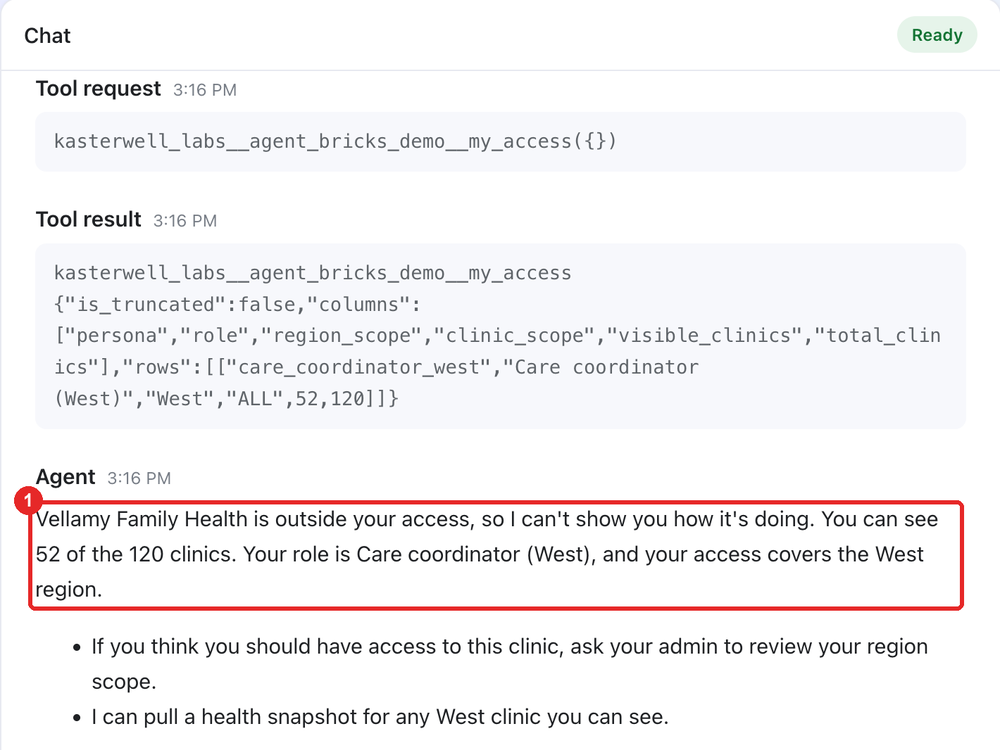 Chat
Ready
Tool request 3:16 PM
kasterwell_labs__agent_bricks_demo__my_access({})
Tool result 3:16 PM
kasterwell_labs__agent_bricks_demo__my_access
{"is_truncated":false,"columns":
["persona","role","region_scope","clinic_scope","visible_clinics","total_clin
ics"],"rows":[["care_coordinator_west","Care coordinator
(West)","West","ALL",52,120]]}
Agent 3:16 PM
1
Vellamy Family Health is outside your access, so I can't show you how it's doing. You can see
52 of the 120 clinics. Your role is Care coordinator (West), and your access covers the West
region.
• If you think you should have access to this clinic, ask your admin to review your region
scope.
• I can pull a health snapshot for any West clinic you can see.